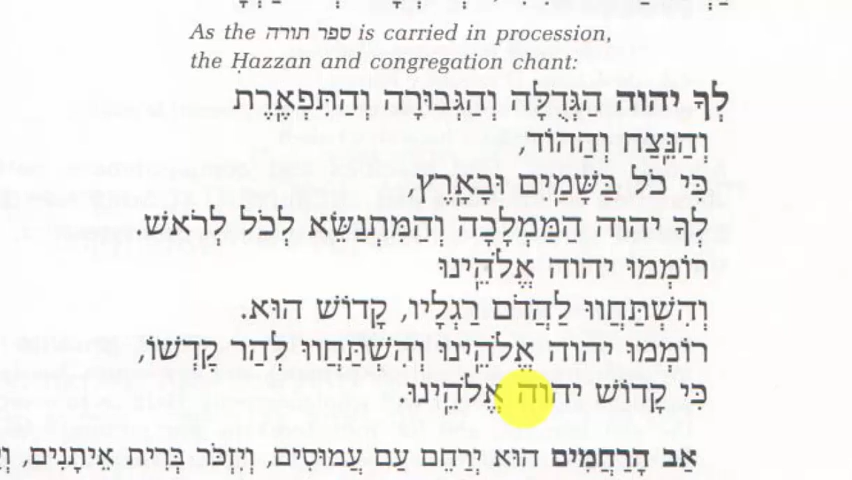 As the ספר תורה is carried in procession,
the Ḥazzan and congregation chant:
לְךָ יהוה הַגְּדֻלָּה וְהַגְּבוּרָה וְהַתִּפְאֶֽרֶת
וְהַנֵּֽצַח וְהַהוֹד,
כִּי כֹל בַּשָּׁמַֽיִם וּבָאָֽרֶץ,
לְךָ יהוה הַמַּמְלָכָה וְהַמִּתְנַשֵּׂא לְכֹל לְרֹאשׁ.
רוֹמְמוּ יהוה אֱלֹהֵֽינוּ
וְהִשְׁתַּחֲווּ לַהֲדֹם רַגְלָיו, קָדוֹשׁ הוּא.
רוֹמְמוּ יהוה אֱלֹהֵֽינוּ וְהִשְׁתַּחֲווּ לְהַר קָדְשׁוֹ,
כִּי קָדוֹשׁ יהוה אֱלֹהֵֽינוּ.
אַב הָרַחֲמִים הוּא יְרַחֵם עַם עֲמוּסִים, וְיִזְכֹּר בְּרִית אֵיתָנִים,